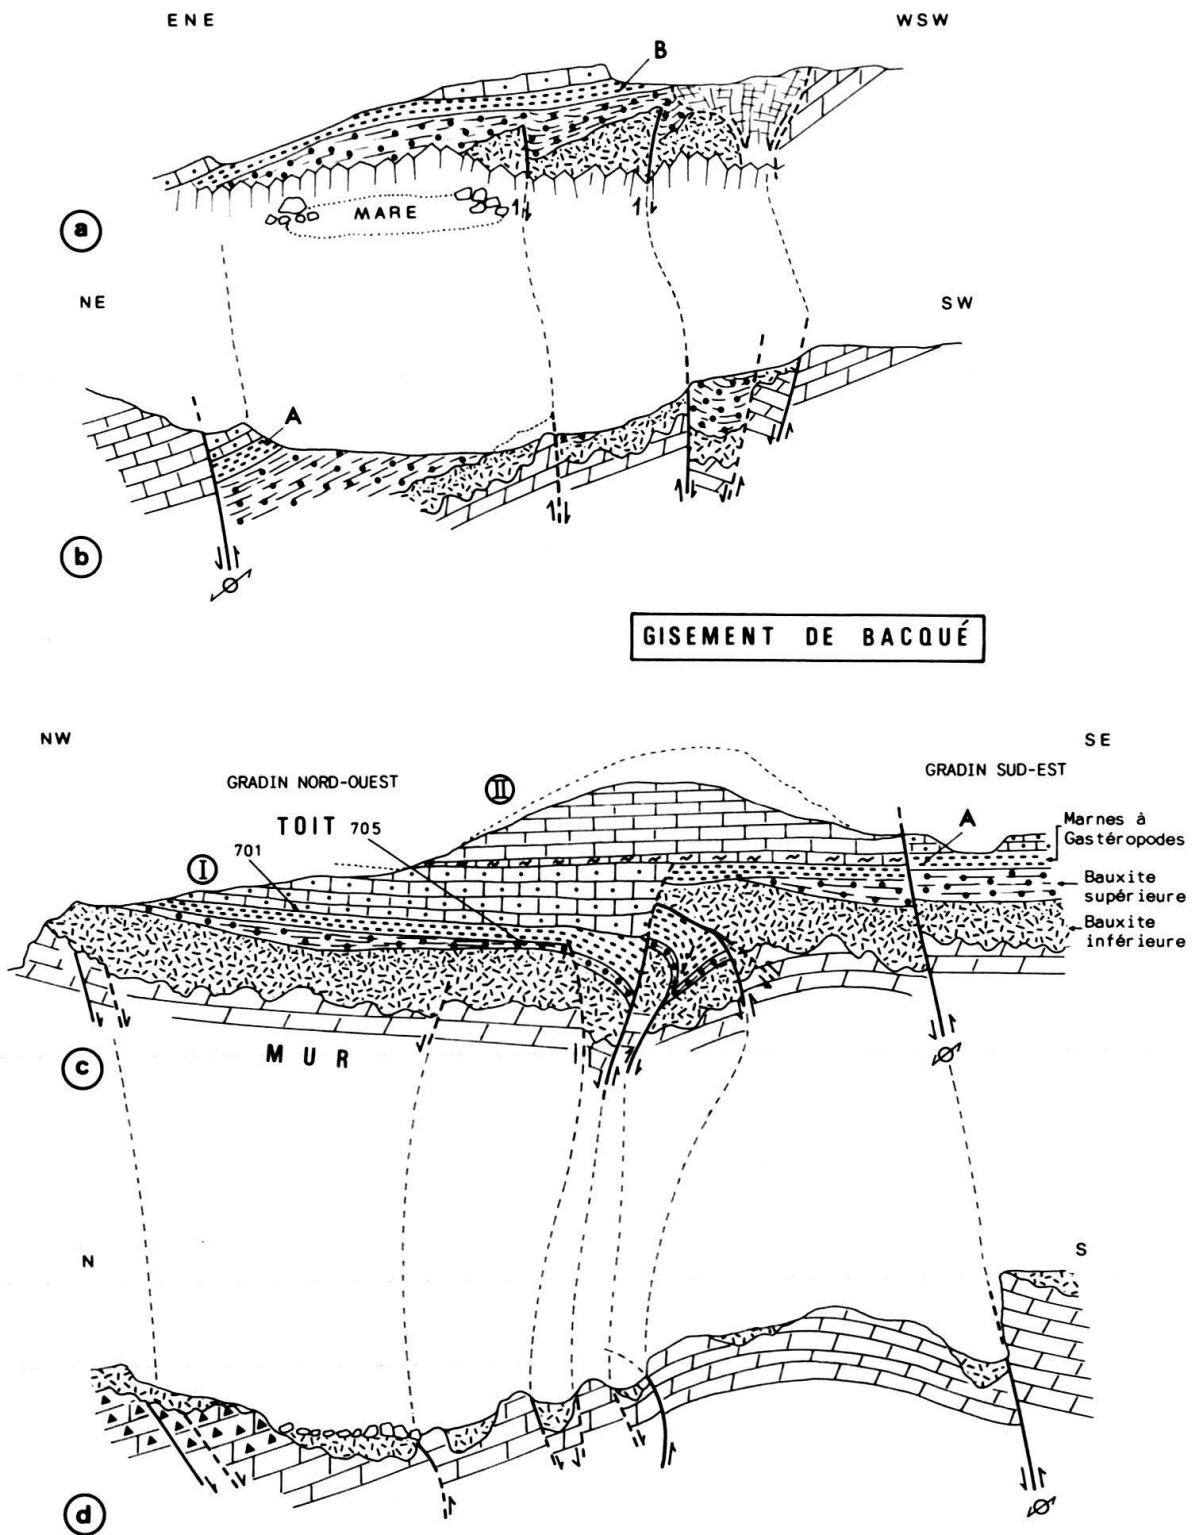 ENE WSW
B
MARE
a
NE SW
A
b
GISEMENT DE BACQUÉ
NW SE
GRADIN NORD-OUEST II GRADIN SUD-EST
TOIT 705 A Marnes à
Gastéropodes
I 701
Bauxite
supérieure
Bauxite
inférieure
MUR
c
N S
d